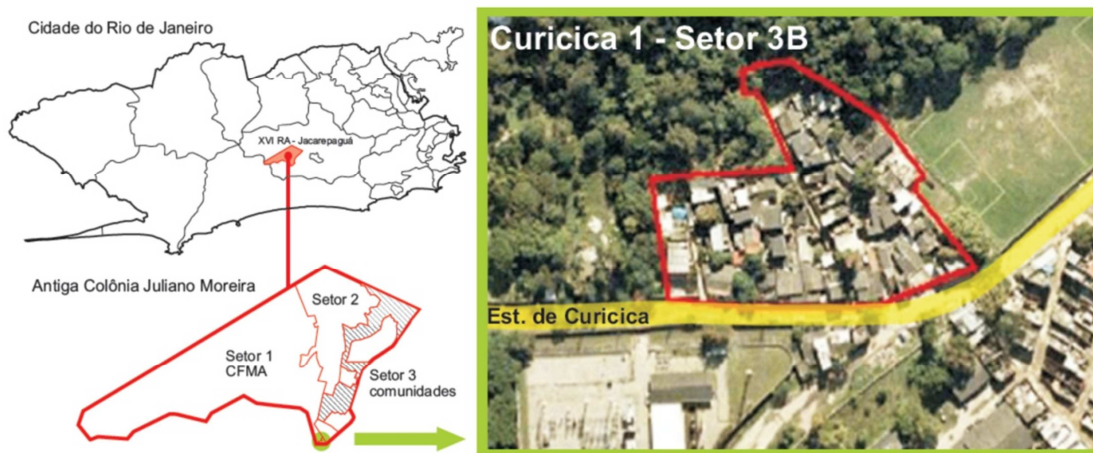 Cidade do Rio de Janeiro
XVI RA - Jacarepaguá
Antiga Colônia Juliano Moreira
Setor 2
Setor 1
CFMA
Setor 3
comunidades
Curicica 1 - Setor 3B
Est. de Curicica